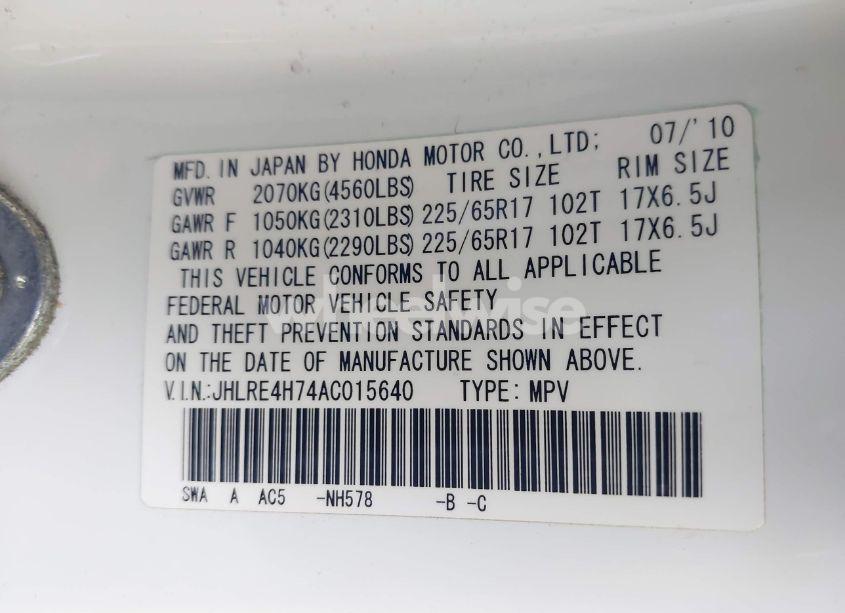 MFD. IN JAPAN BY HONDA MOTOR CO.,LTD; 07/'10
GVWR 2070KG(4560LBS) TIRE SIZE RIM SIZE
GAWR F 1050KG(2310LBS) 225/65R17 102T 17X6.5J
GAWR R 1040KG(2290LBS) 225/65R17 102T 17X6.5J
THIS VEHICLE CONFORMS TO ALL APPLICABLE
FEDERAL MOTOR VEHICLE SAFETY
wheelwise
AND THEFT PREVENTION STANDARDS IN EFFECT
ON THE DATE OF MANUFACTURE SHOWN ABOVE.
V.I.N.:JHLRE4H74AC015640 TYPE: MPV
SWA A AC5 -NH578 -B -C